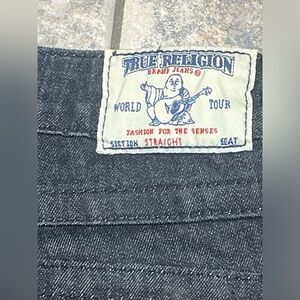 TRUE RELIGION
BRAND JEANS®
WORLD TOUR
FASHION FOR THE SENSES
SECTION STRAIGHT SEAT